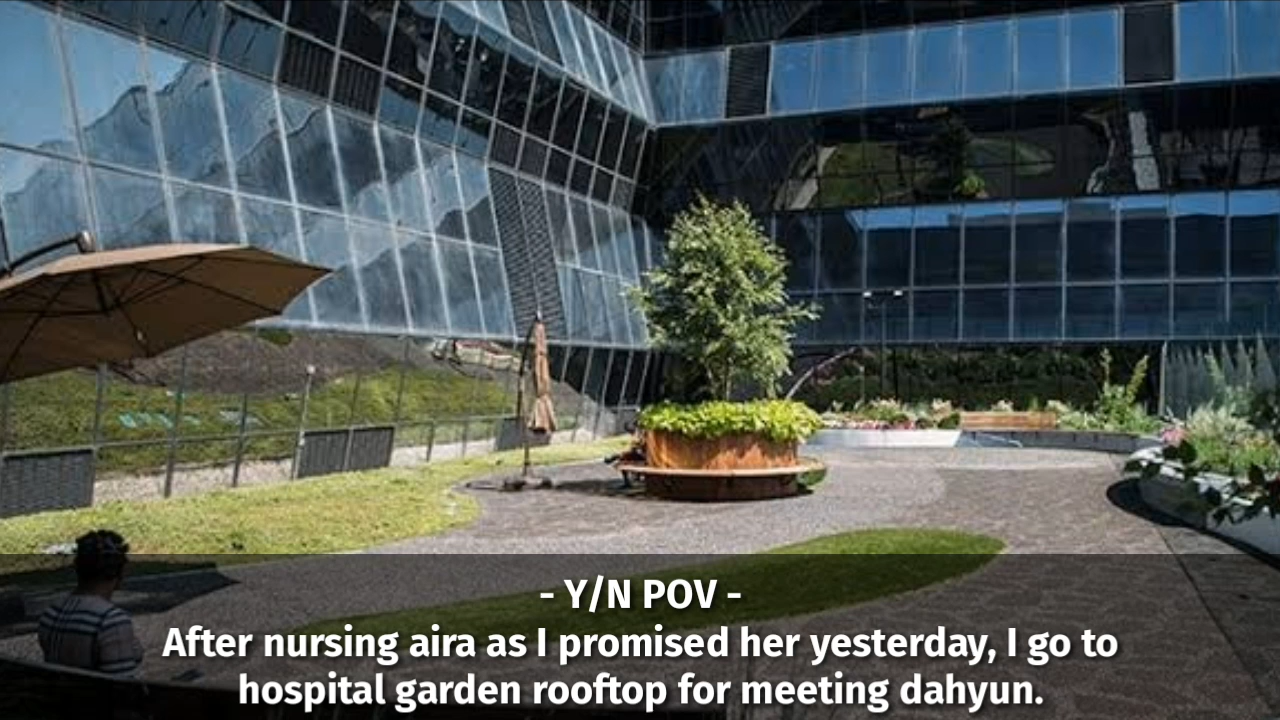 - Y/N POV -
After nursing aira as I promised her yesterday, I go to
hospital garden rooftop for meeting dahyun.